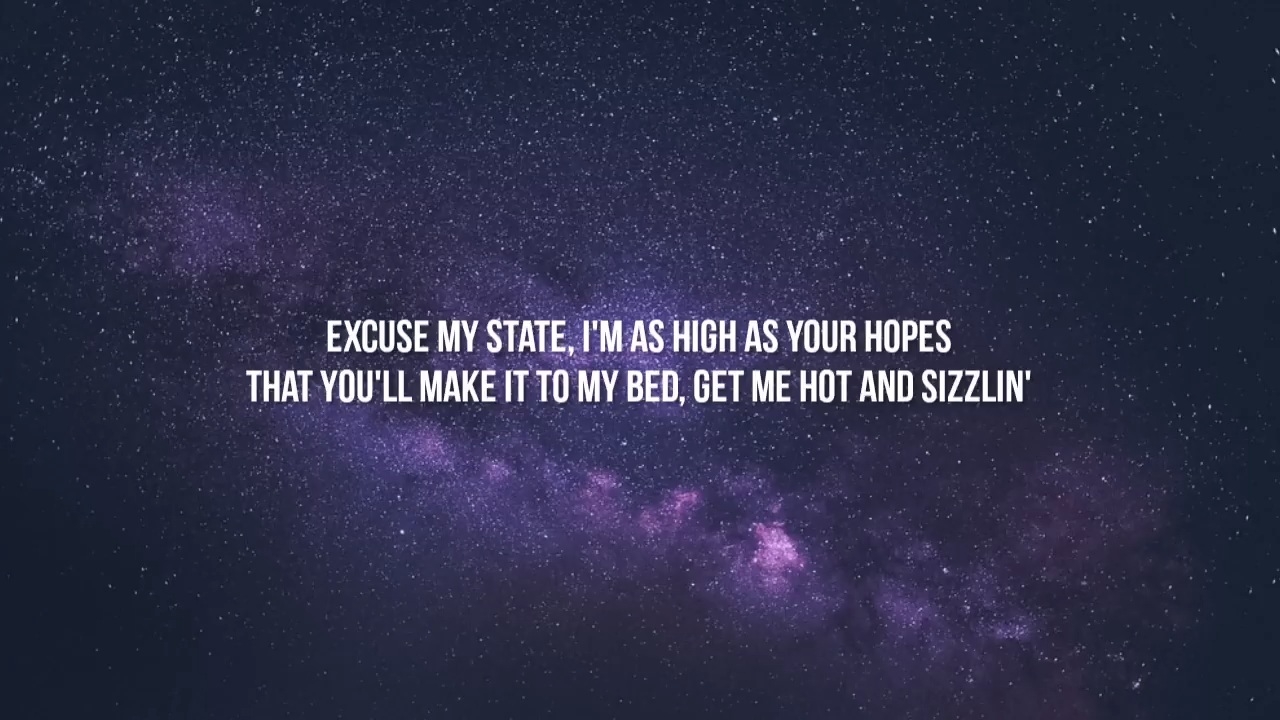 EXCUSE MY STATE, I'M AS HIGH AS YOUR HOPES
THAT YOU'LL MAKE IT TO MY BED, GET ME HOT AND SIZZLIN'